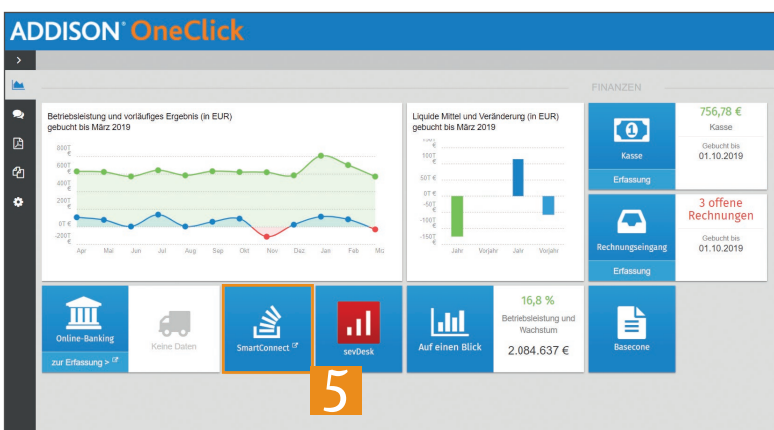 ADDISON® OneClick
FINANZEN
Betriebsleistung und vorläufiges Ergebnis (in EUR)
gebucht bis März 2019
800T
€
600T
€
400T
€
200T
€
0T €
-200T
€
Apr Mai Jun Jul Aug Sep Okt Nov Dez Jan Feb Mä
Liquide Mittel und Veränderung (in EUR)
gebucht bis März 2019
€
100T
€
50T €
0T €
-50T
€
-100T
€
-150T
€
Jahr Vorjahr Jahr Vorjahr
Kasse
Erfassung
756,78 €
Kasse
Gebucht bis
01.10.2019
Rechnungseingang
Erfassung
3 offene
Rechnungen
Gebucht bis
01.10.2019
Online-Banking
zur Erfassung >
Keine Daten
SmartConnect
sevDesk
Auf einen Blick
16,8 %
Betriebsleistung und
Wachstum
2.084.637 €
Basecone
5